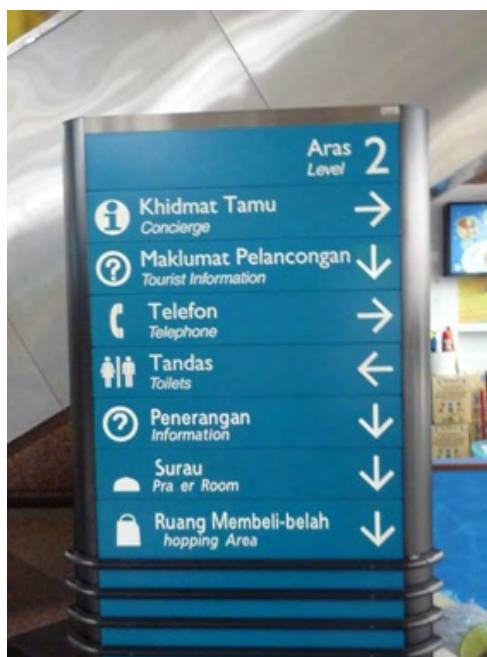 Aras 2
Level
Khidmat Tamu
Concierge
Maklumat Pelancongan
Tourist Information
Telefon
Telephone
Tandas
Toilets
Penerangan
Information
Surau
Pra er Room
Ruang Membeli-belah
hopping Area